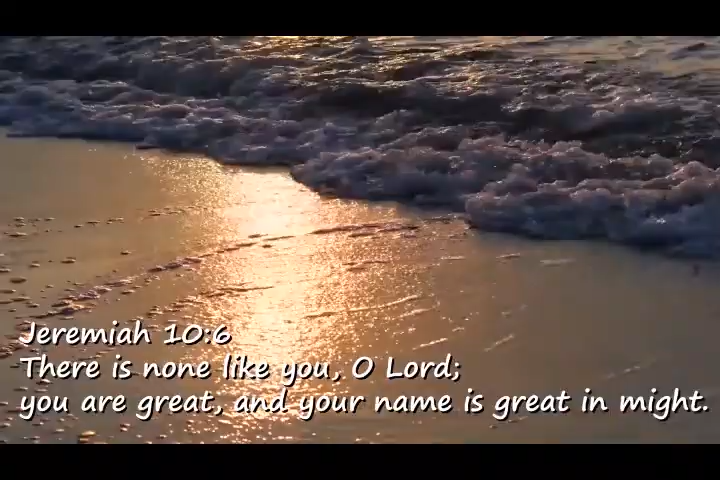 Jeremiah 10:6
There is none like you, O Lord;
you are great, and your name is great in might.